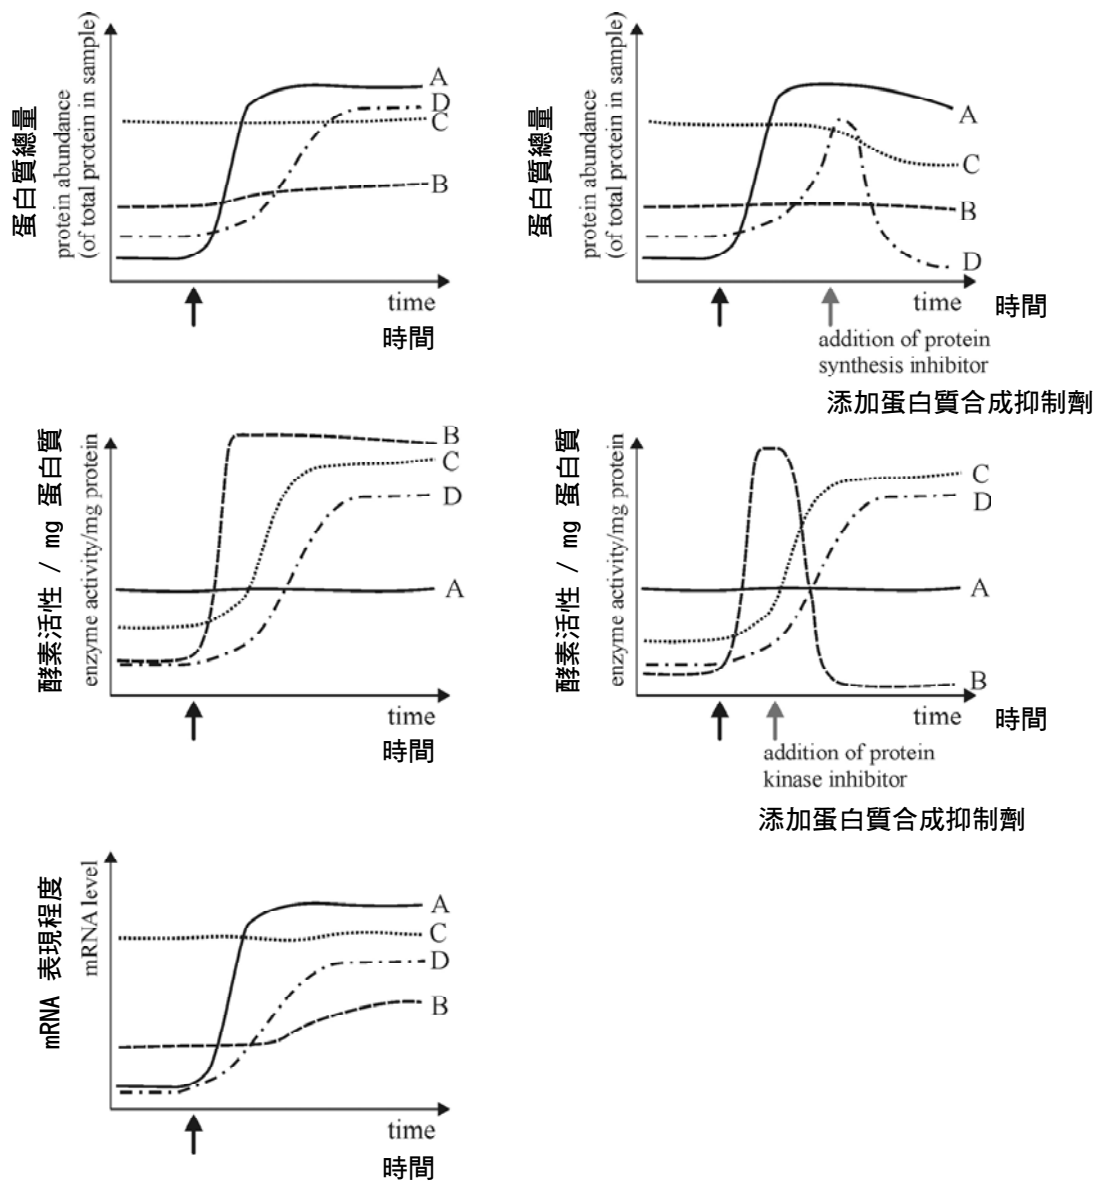 蛋白質總量
protein abundance
(of total protein in sample)
A
D
C
B
time
時間
蛋白質總量
protein abundance
(of total protein in sample)
A
C
B
D
time
時間
addition of protein
synthesis inhibitor
添加蛋白質合成抑制劑
酵素活性 / mg 蛋白質
enzyme activity/mg protein
B
C
D
A
time
時間
酵素活性 / mg 蛋白質
enzyme activity/mg protein
C
D
A
B
time
時間
addition of protein
kinase inhibitor
添加蛋白質合成抑制劑
mRNA 表現程度
mRNA level
A
C
D
B
time
時間